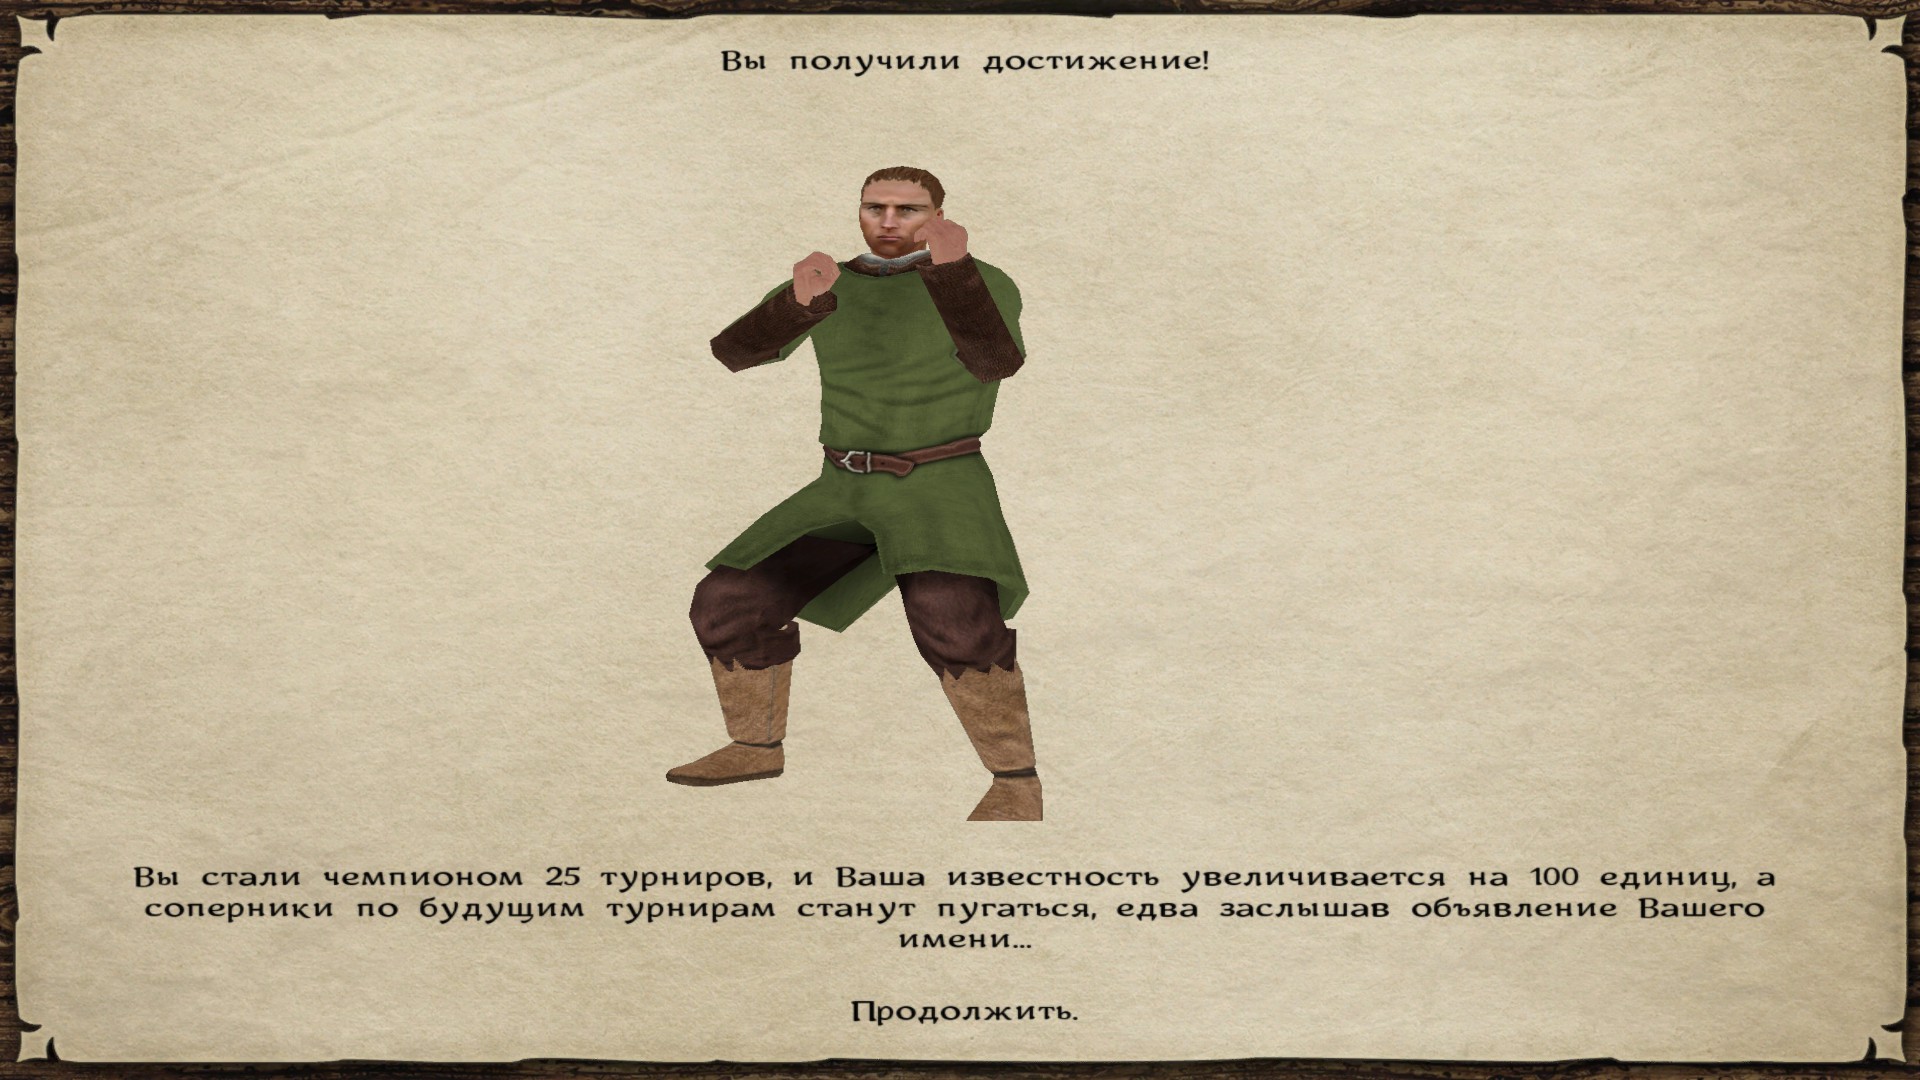 Вы получили достижение!
Вы стали чемпионом 25 турниров, и Ваша известность увеличивается на 100 единиц, а
соперники по будущим турнирам станут пугаться, едва заслышав объявление Вашего
имени...
Продолжить.